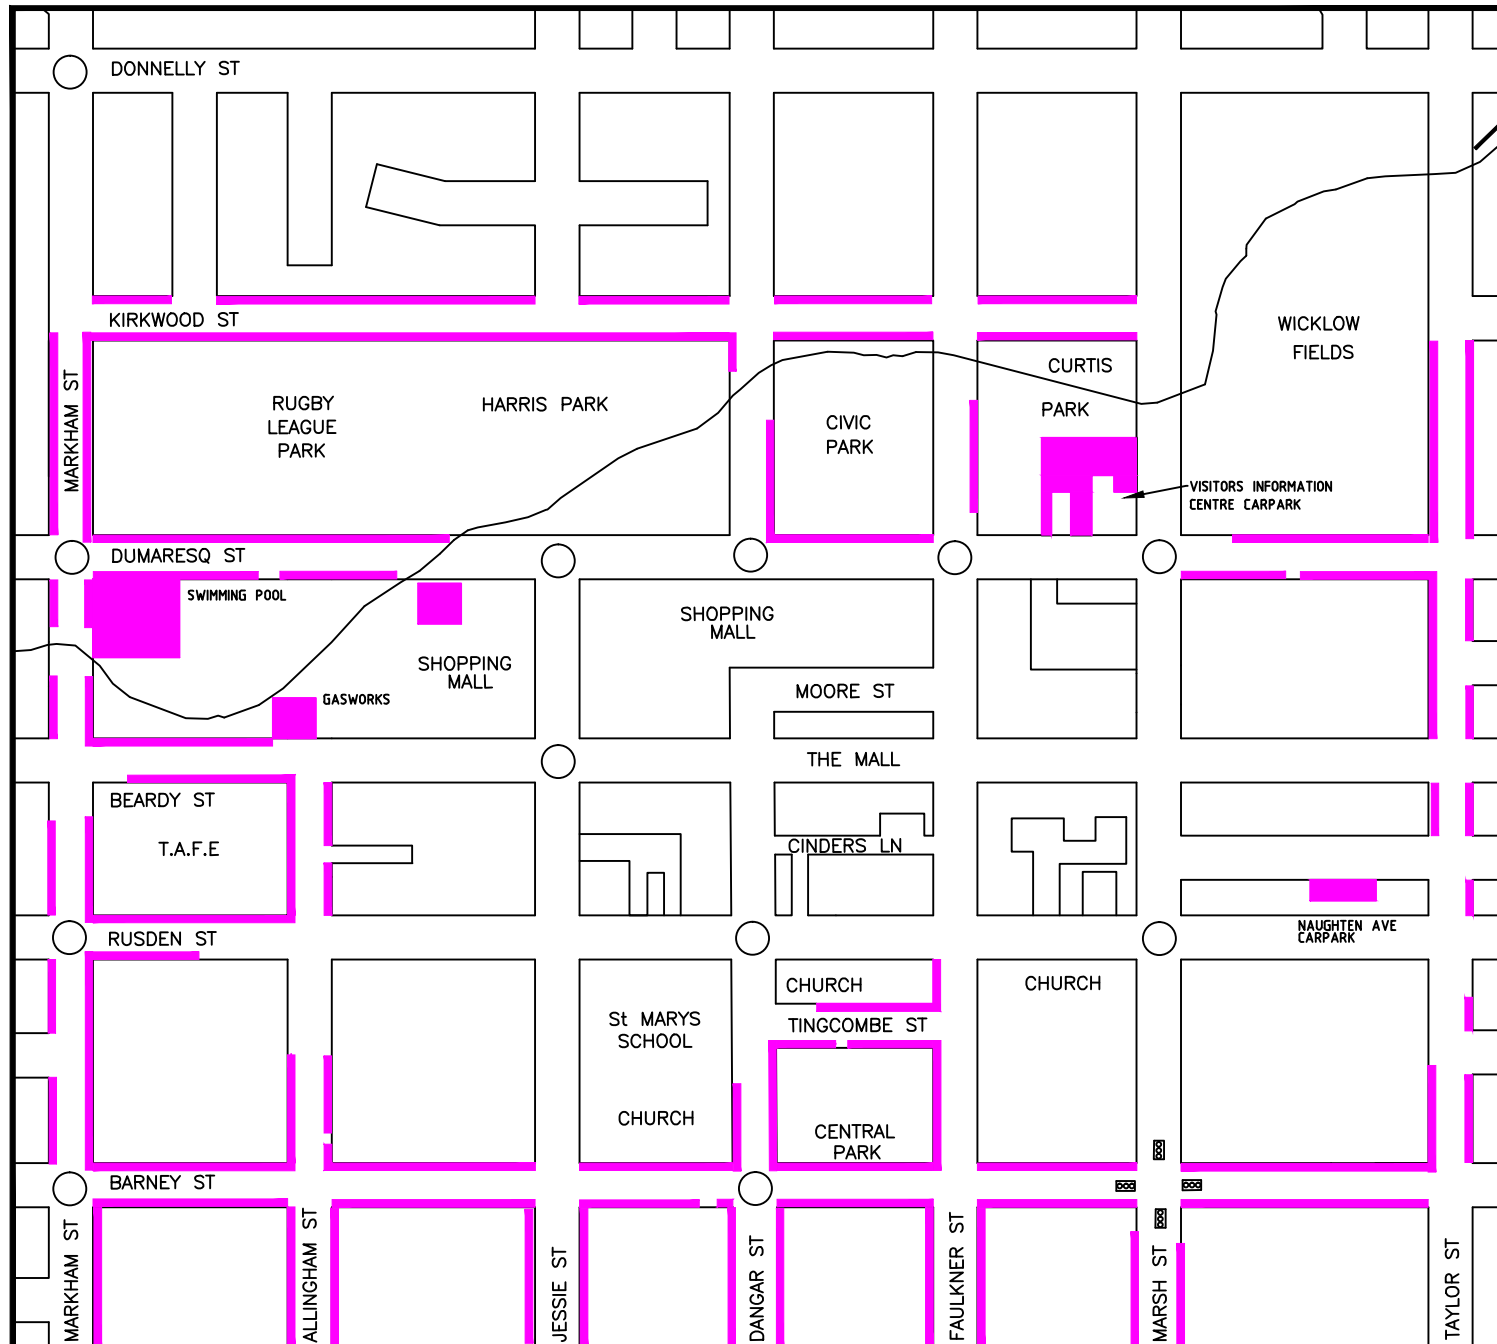 DONNELLY ST
KIRKWOOD ST
MARKHAM ST
RUGBY
LEAGUE
PARK
HARRIS PARK
CIVIC
PARK
CURTIS
PARK
WICKLOW
FIELDS
VISITORS INFORMATION
CENTRE CARPARK
DUMARESQ ST
SWIMMING POOL
SHOPPING
MALL
SHOPPING
MALL
GASWORKS
MOORE ST
THE MALL
BEARDY ST
T.A.F.E
CINDERS LN
NAUGHTEN AVE
CARPARK
RUSDEN ST
CHURCH
CHURCH
St MARYS
SCHOOL
TINGCOMBE ST
CHURCH
CENTRAL
PARK
BARNEY ST
MARKHAM ST
ALLINGHAM ST
JESSIE ST
DANGAR ST
FAULKNER ST
MARSH ST
TAYLOR ST